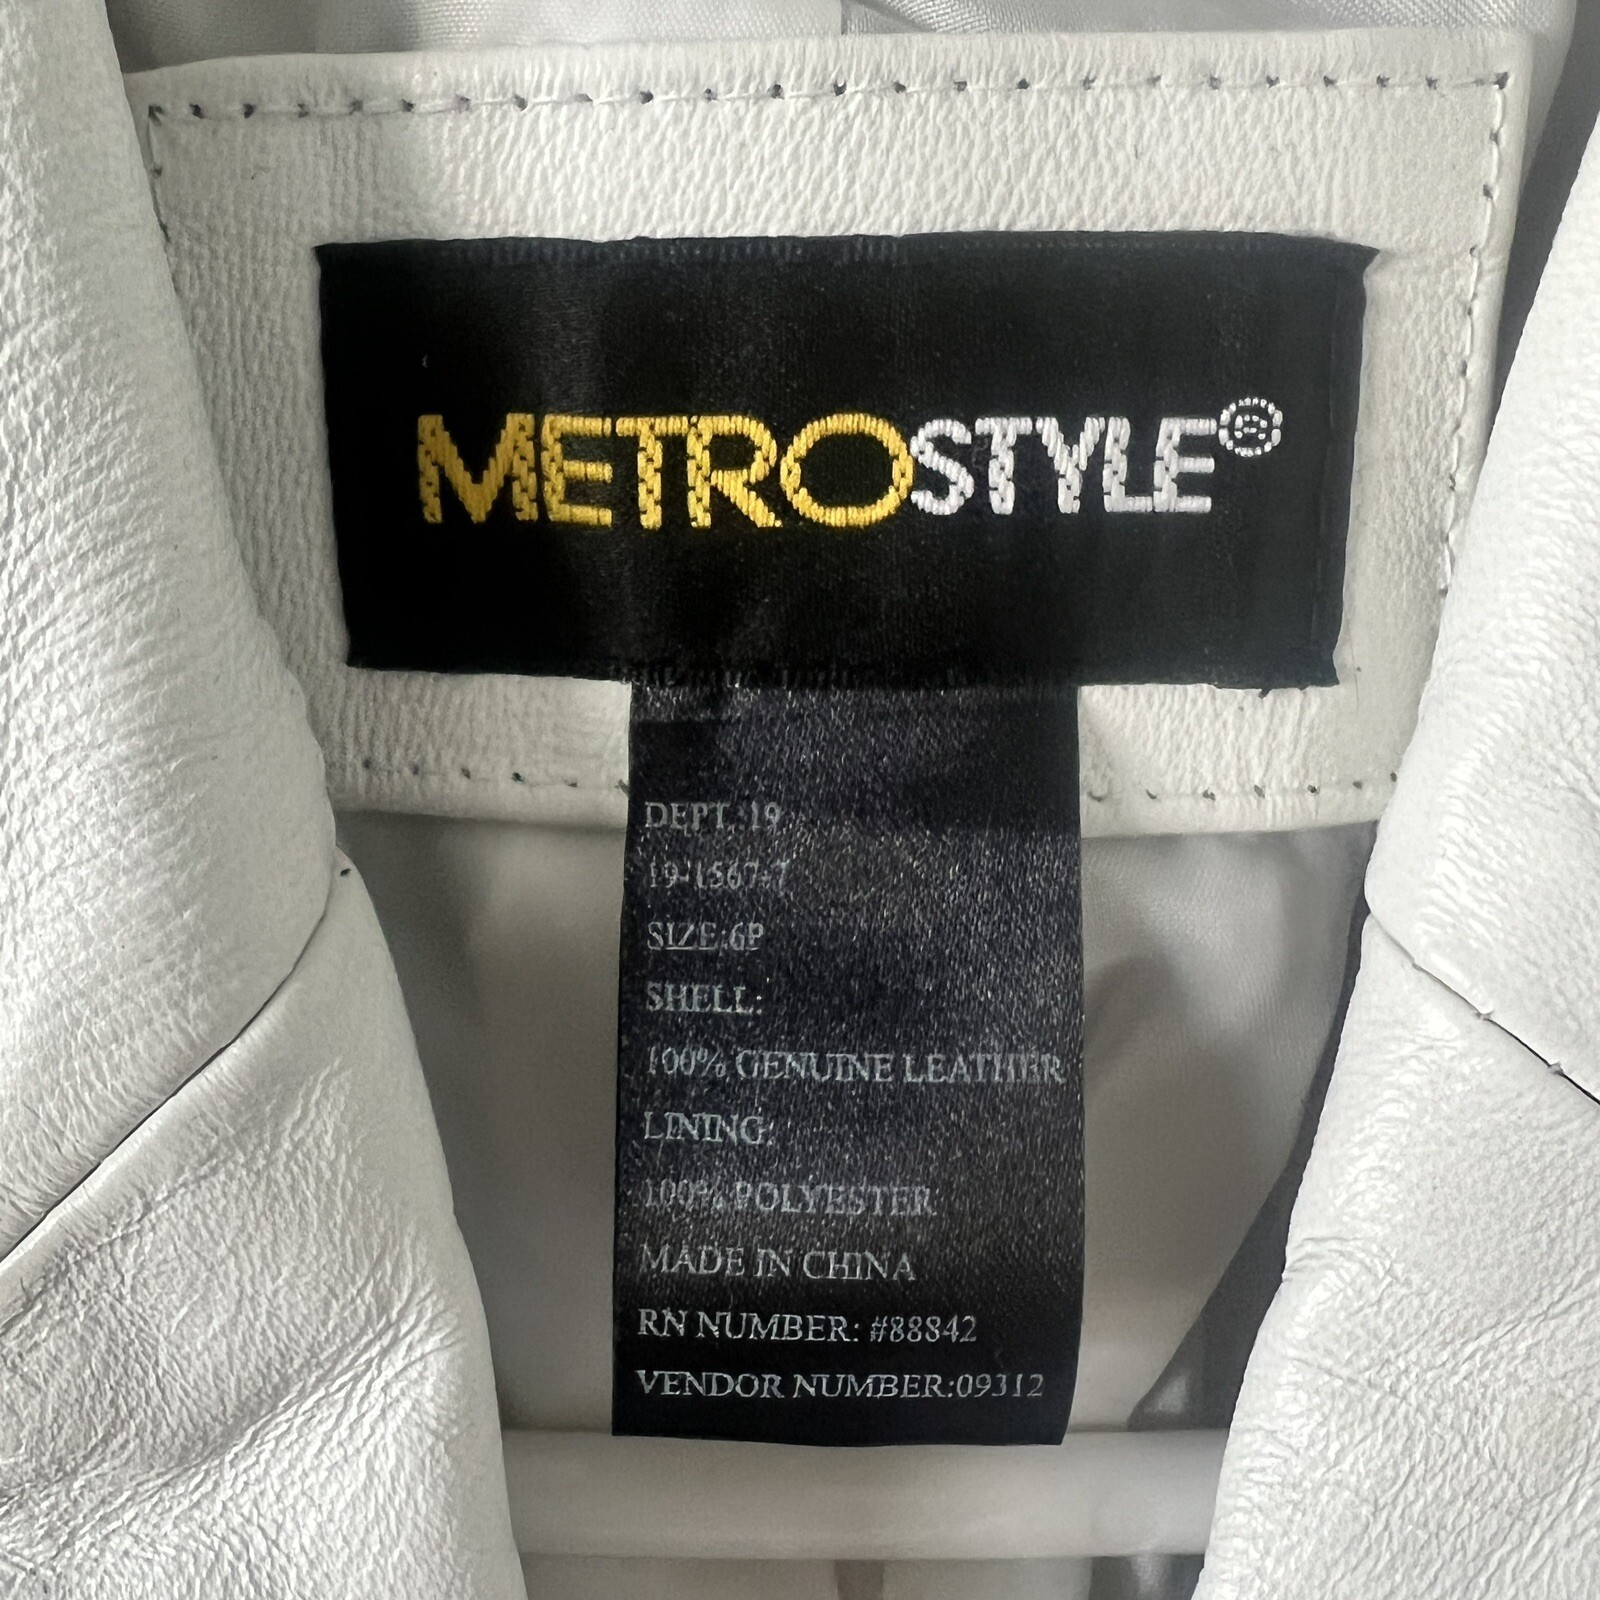 METROSTYLE®
DEPT.:19
19-1567-7
SIZE:6P
SHELL:
100% GENUINE LEATHER
LINING:
100% POLYESTER
MADE IN CHINA
RN NUMBER: #88842
VENDOR NUMBER:09312